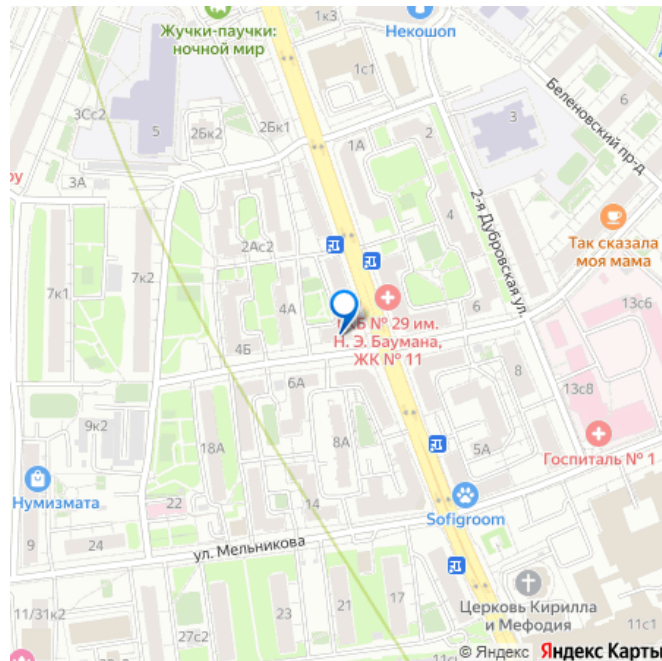 Жучки-паучки:
ночной мир
Некошоп
1к3
1с1
3Сс2
5
2Бк2
2Бк1
1А
2
3
6
Беленовский пр-д
3А
2-я Дубровская ул.
4
2Ас2
Так сказала
моя мама
7к1
7к2
4А
4Б
№ 29 им.
Н. Э. Баумана,
ЖК № 11
6
13с6
6А
8
13с8
9к2
18А
8А
5А
Госпиталь № 1
Нумизмата
22
14
Sofigroom
9
24
ул. Мельникова
11/31к2
23
21
17
27с2
Церковь Кирилла
и Мефодия
11с1
© Яндекс Яндекс Карты